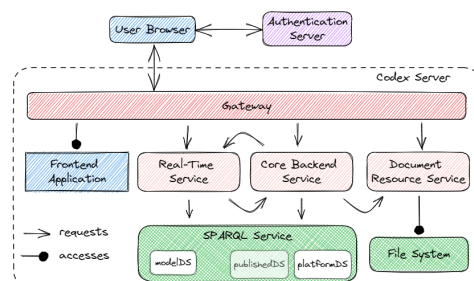 User Browser
Authentication
Server
Codex Server
Gateway
Frontend
Application
Real-Time
Service
Core Backend
Service
Document
Resource Service
requests
accesses
SPARQL Service
modelDS
publishedDS
platformDS
File System